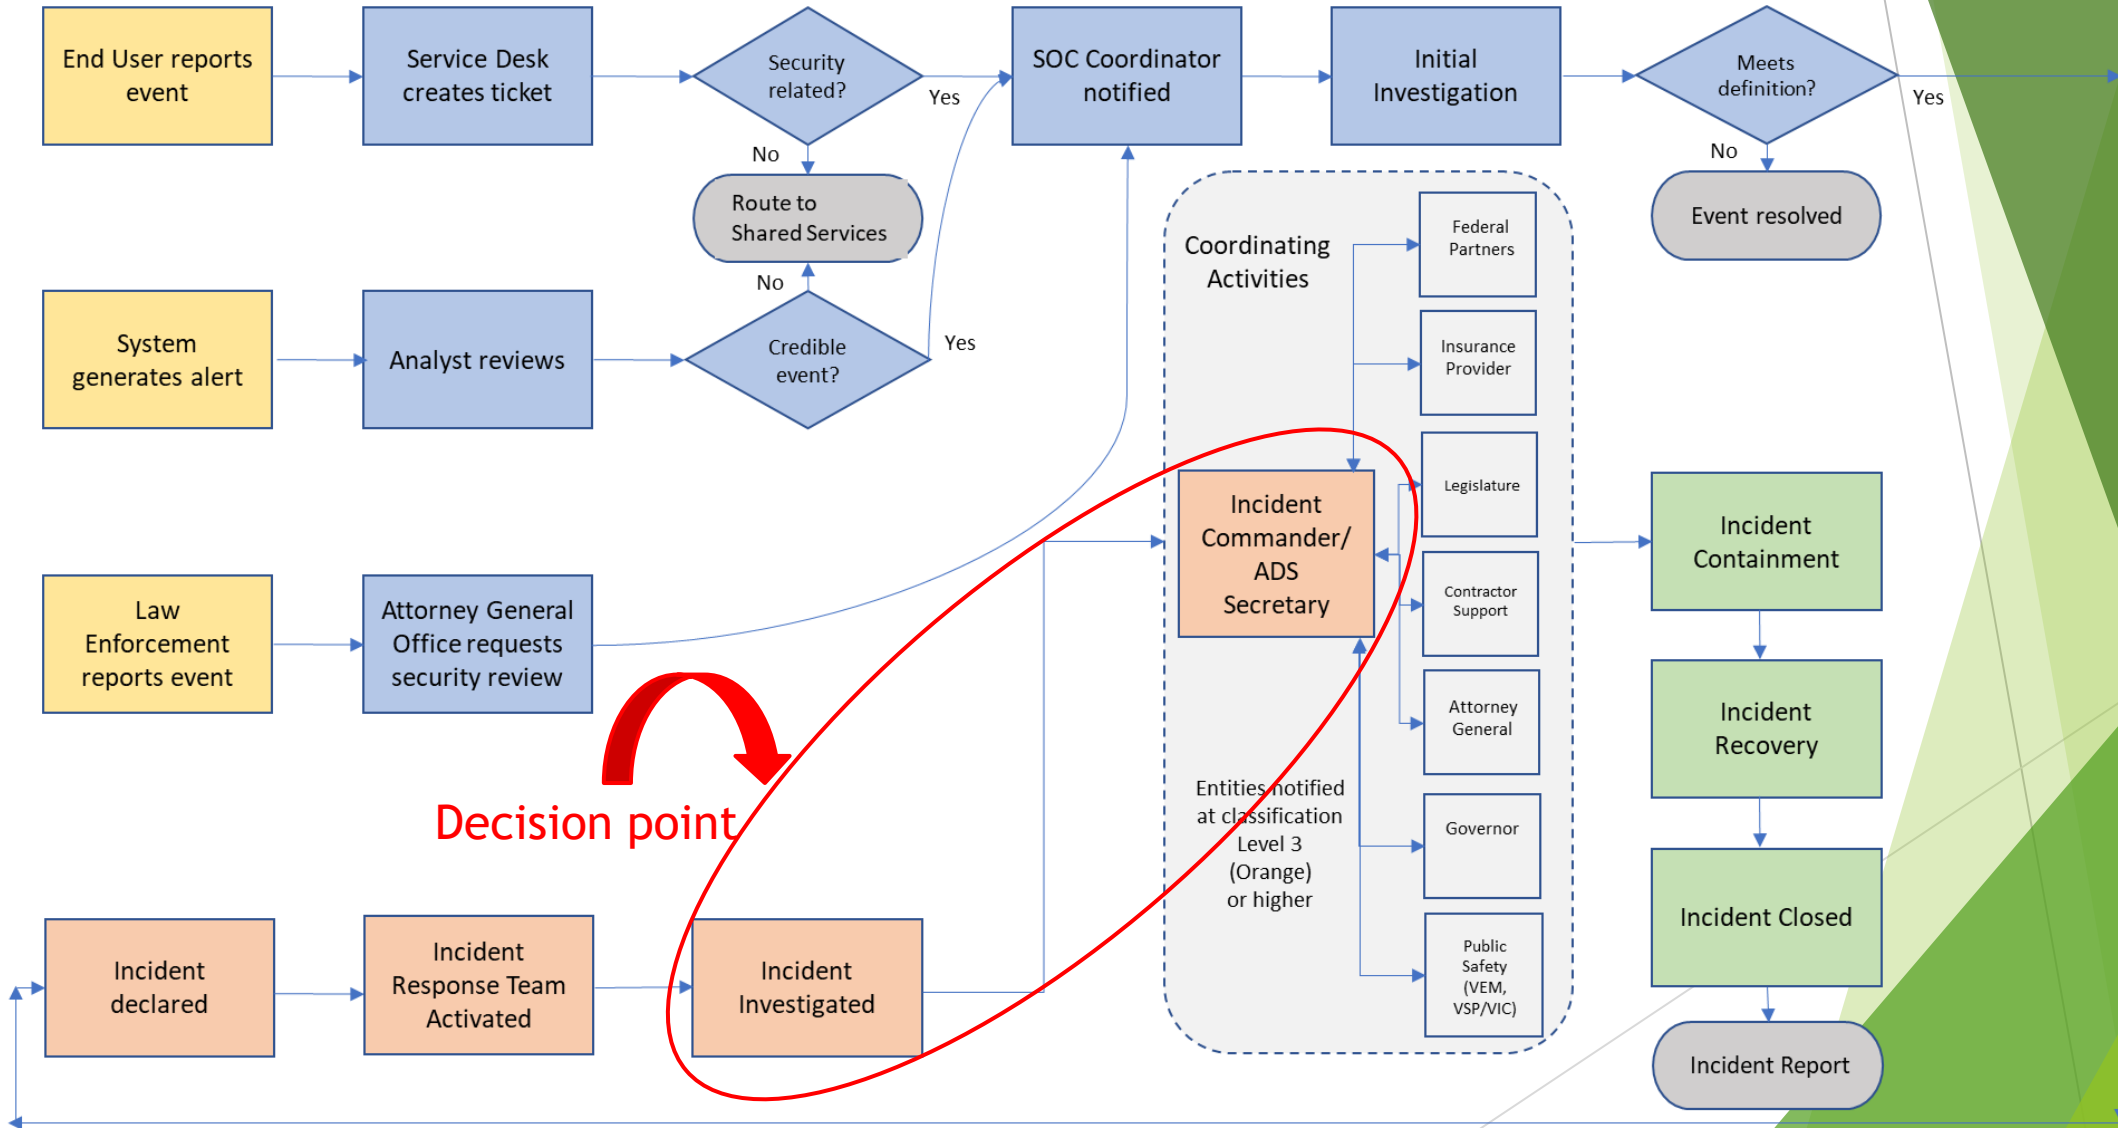 End User reports
event
Service Desk
creates ticket
Security
related?
Yes
No
SOC Coordinator
notified
Initial
Investigation
Meets
definition?
Yes
No
Route to
Shared Services
Event resolved
No
System
generates alert
Analyst reviews
Credible
event?
Yes
Coordinating
Activities
Federal
Partners
Insurance
Provider
Legislature
Incident
Commander/
ADS
Secretary
Contractor
Support
Attorney
General
Law
Enforcement
reports event
Attorney General
Office requests
security review
Decision point
Entities notified
at classification
Level 3
(Orange)
or higher
Governor
Public
Safety
(VEM,
VSP/VIC)
Incident
declared
Incident
Response Team
Activated
Incident
Investigated
Incident
Containment
Incident
Recovery
Incident Closed
Incident Report